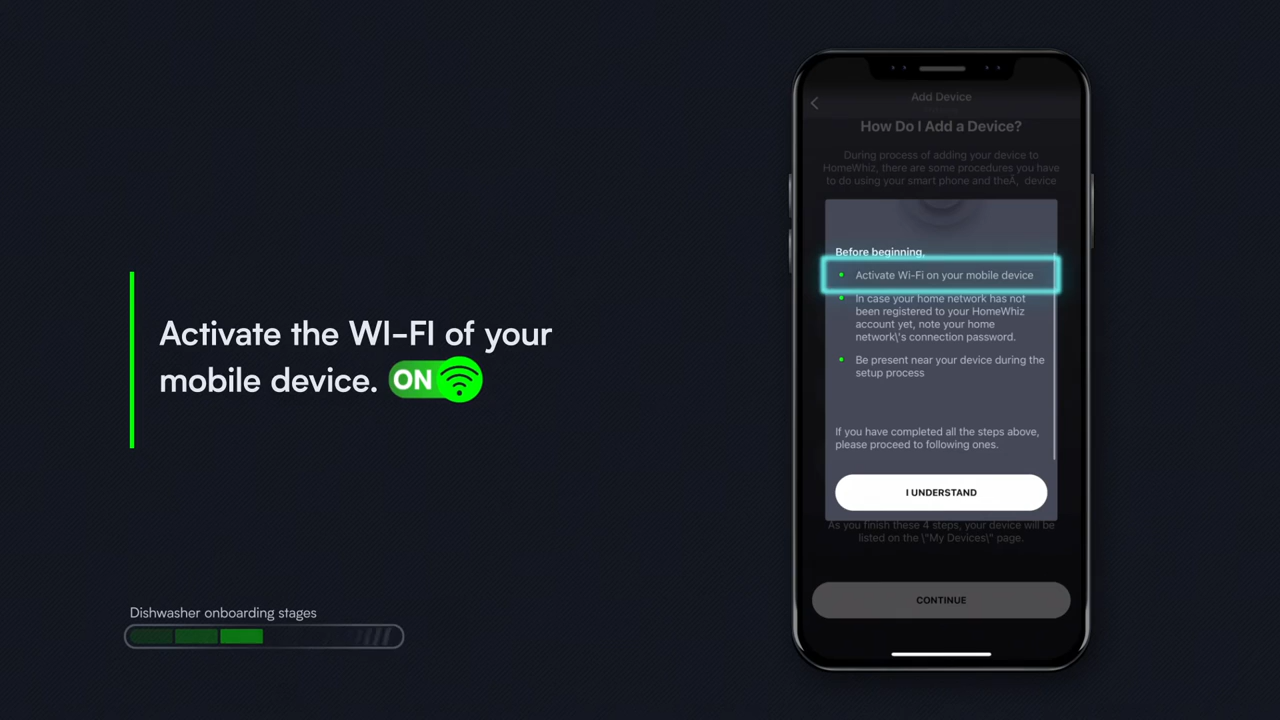 Activate the WI-FI of your
mobile device. ON
Dishwasher onboarding stages
Add Device
How Do I Add a Device?
During process of adding your device to
HomeWhiz, there are some procedures you have
to do using your smart phone and theÃ‚ device
Before beginning,
Activate Wi-Fi on your mobile device
In case your home network has not
been registered to your HomeWhiz
account yet, note your home
network\'s connection password.
Be present near your device during the
setup process
If you have completed all the steps above,
please proceed to following ones.
I UNDERSTAND
As you finish these 4 steps, your device will be
listed on the \"My Devices\" page.
CONTINUE